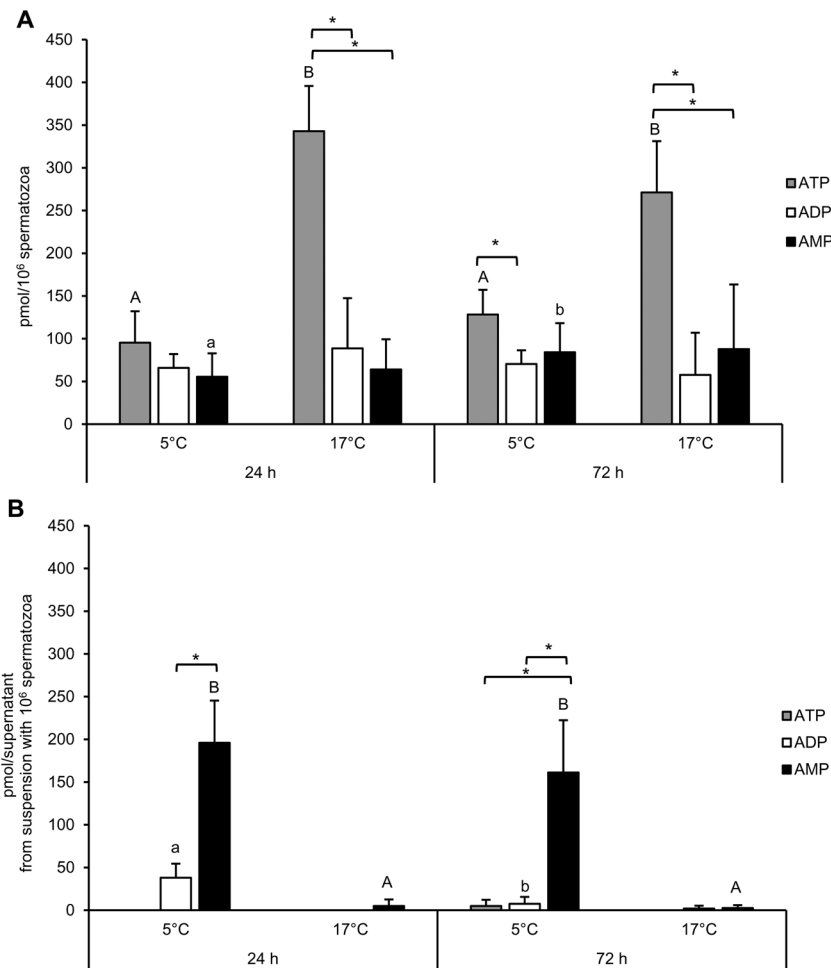 A
450
400
350
300
250
200
150
100
50
0
pmol/10⁶ spermatozoa
A
a
B
*
*
A
*
b
B
*
*
ATP
ADP
AMP
5°C
17°C
5°C
17°C
24 h
72 h
B
450
400
350
300
250
200
150
100
50
0
pmol/supernatant
from suspension with 10⁶ spermatozoa
a
*
B
A
*
*
b
B
A
ATP
ADP
AMP
5°C
17°C
5°C
17°C
24 h
72 h